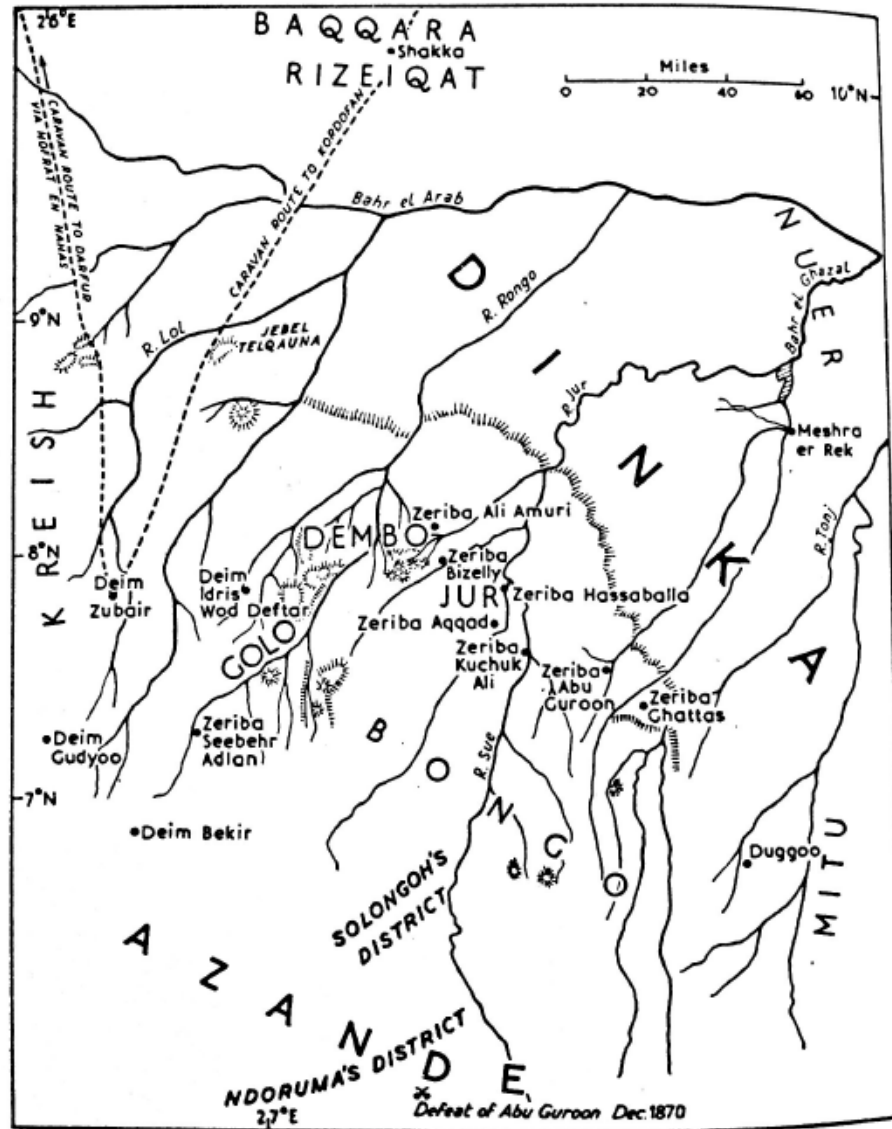 26°E
BAQQARA
Shakka
RIZEIQAT
Miles
0 20 40 60
10°N
CARAVAN ROUTE TO DARFUR
VIA HOFRAT EN NAHAS
CARAVAN ROUTE TO KORDOFAN
Bahr el Arab
NUER
Bahr el Ghazal
DINKA
R. Rongo
9°N
R. Lol
JEBEL
TELQAUNA
KREISH
R. Jur
Meshra
er Rek
R. Tonj
Zeriba Ali Amuri
DEMBO
8°N
Zeriba
Bizelly
Deim
Zubair
Deim
Idris
Wod Deftar
JUR
Zeriba Hassaballa
Zeriba Aqqad
GOLO
Zeriba
Kuchuk
Ali
Zeriba
Abu
Guroon
Zeriba
Ghattas
Deim
Gudyoo
Zeriba
Seebehr
Adlani
BONGO
R. Sue
7°N
Deim Bekir
Duggoo
MITU
SOLONGOH'S
DISTRICT
AZANDE
NDORUMA'S DISTRICT
27°E
Defeat of Abu Guroon Dec. 1870